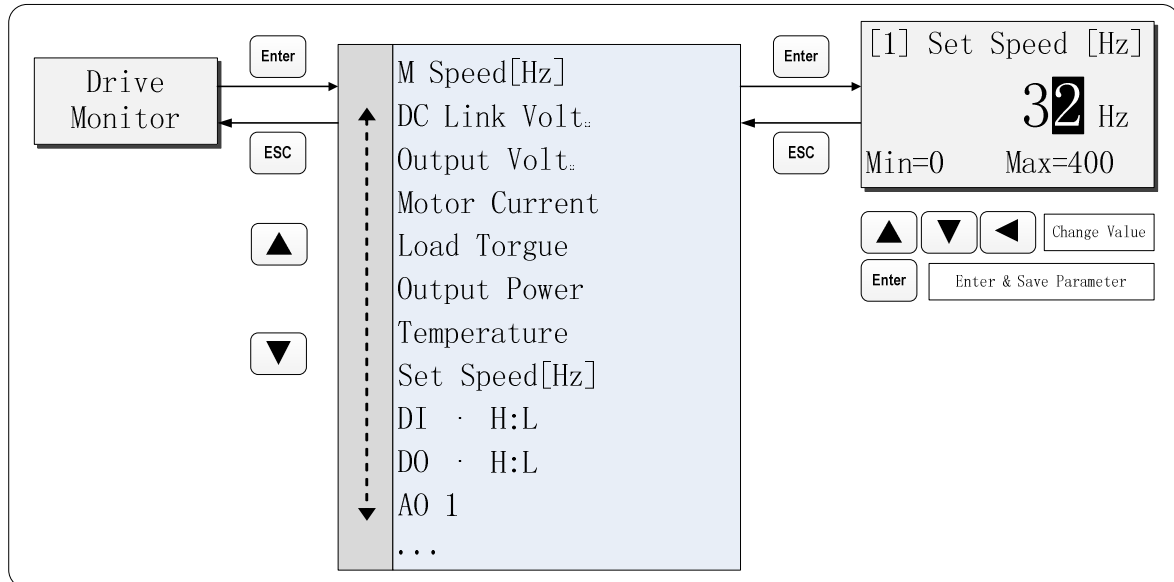 Drive
Monitor
Enter
ESC
M Speed[Hz]
DC Link Volt..
Output Volt..
Motor Current
Load Torgue
Output Power
Temperature
Set Speed[Hz]
DI · H:L
DO · H:L
AO 1
...
Enter
ESC
[1] Set Speed [Hz]
32 Hz
Min=0 Max=400
Change Value
Enter
Enter & Save Parameter